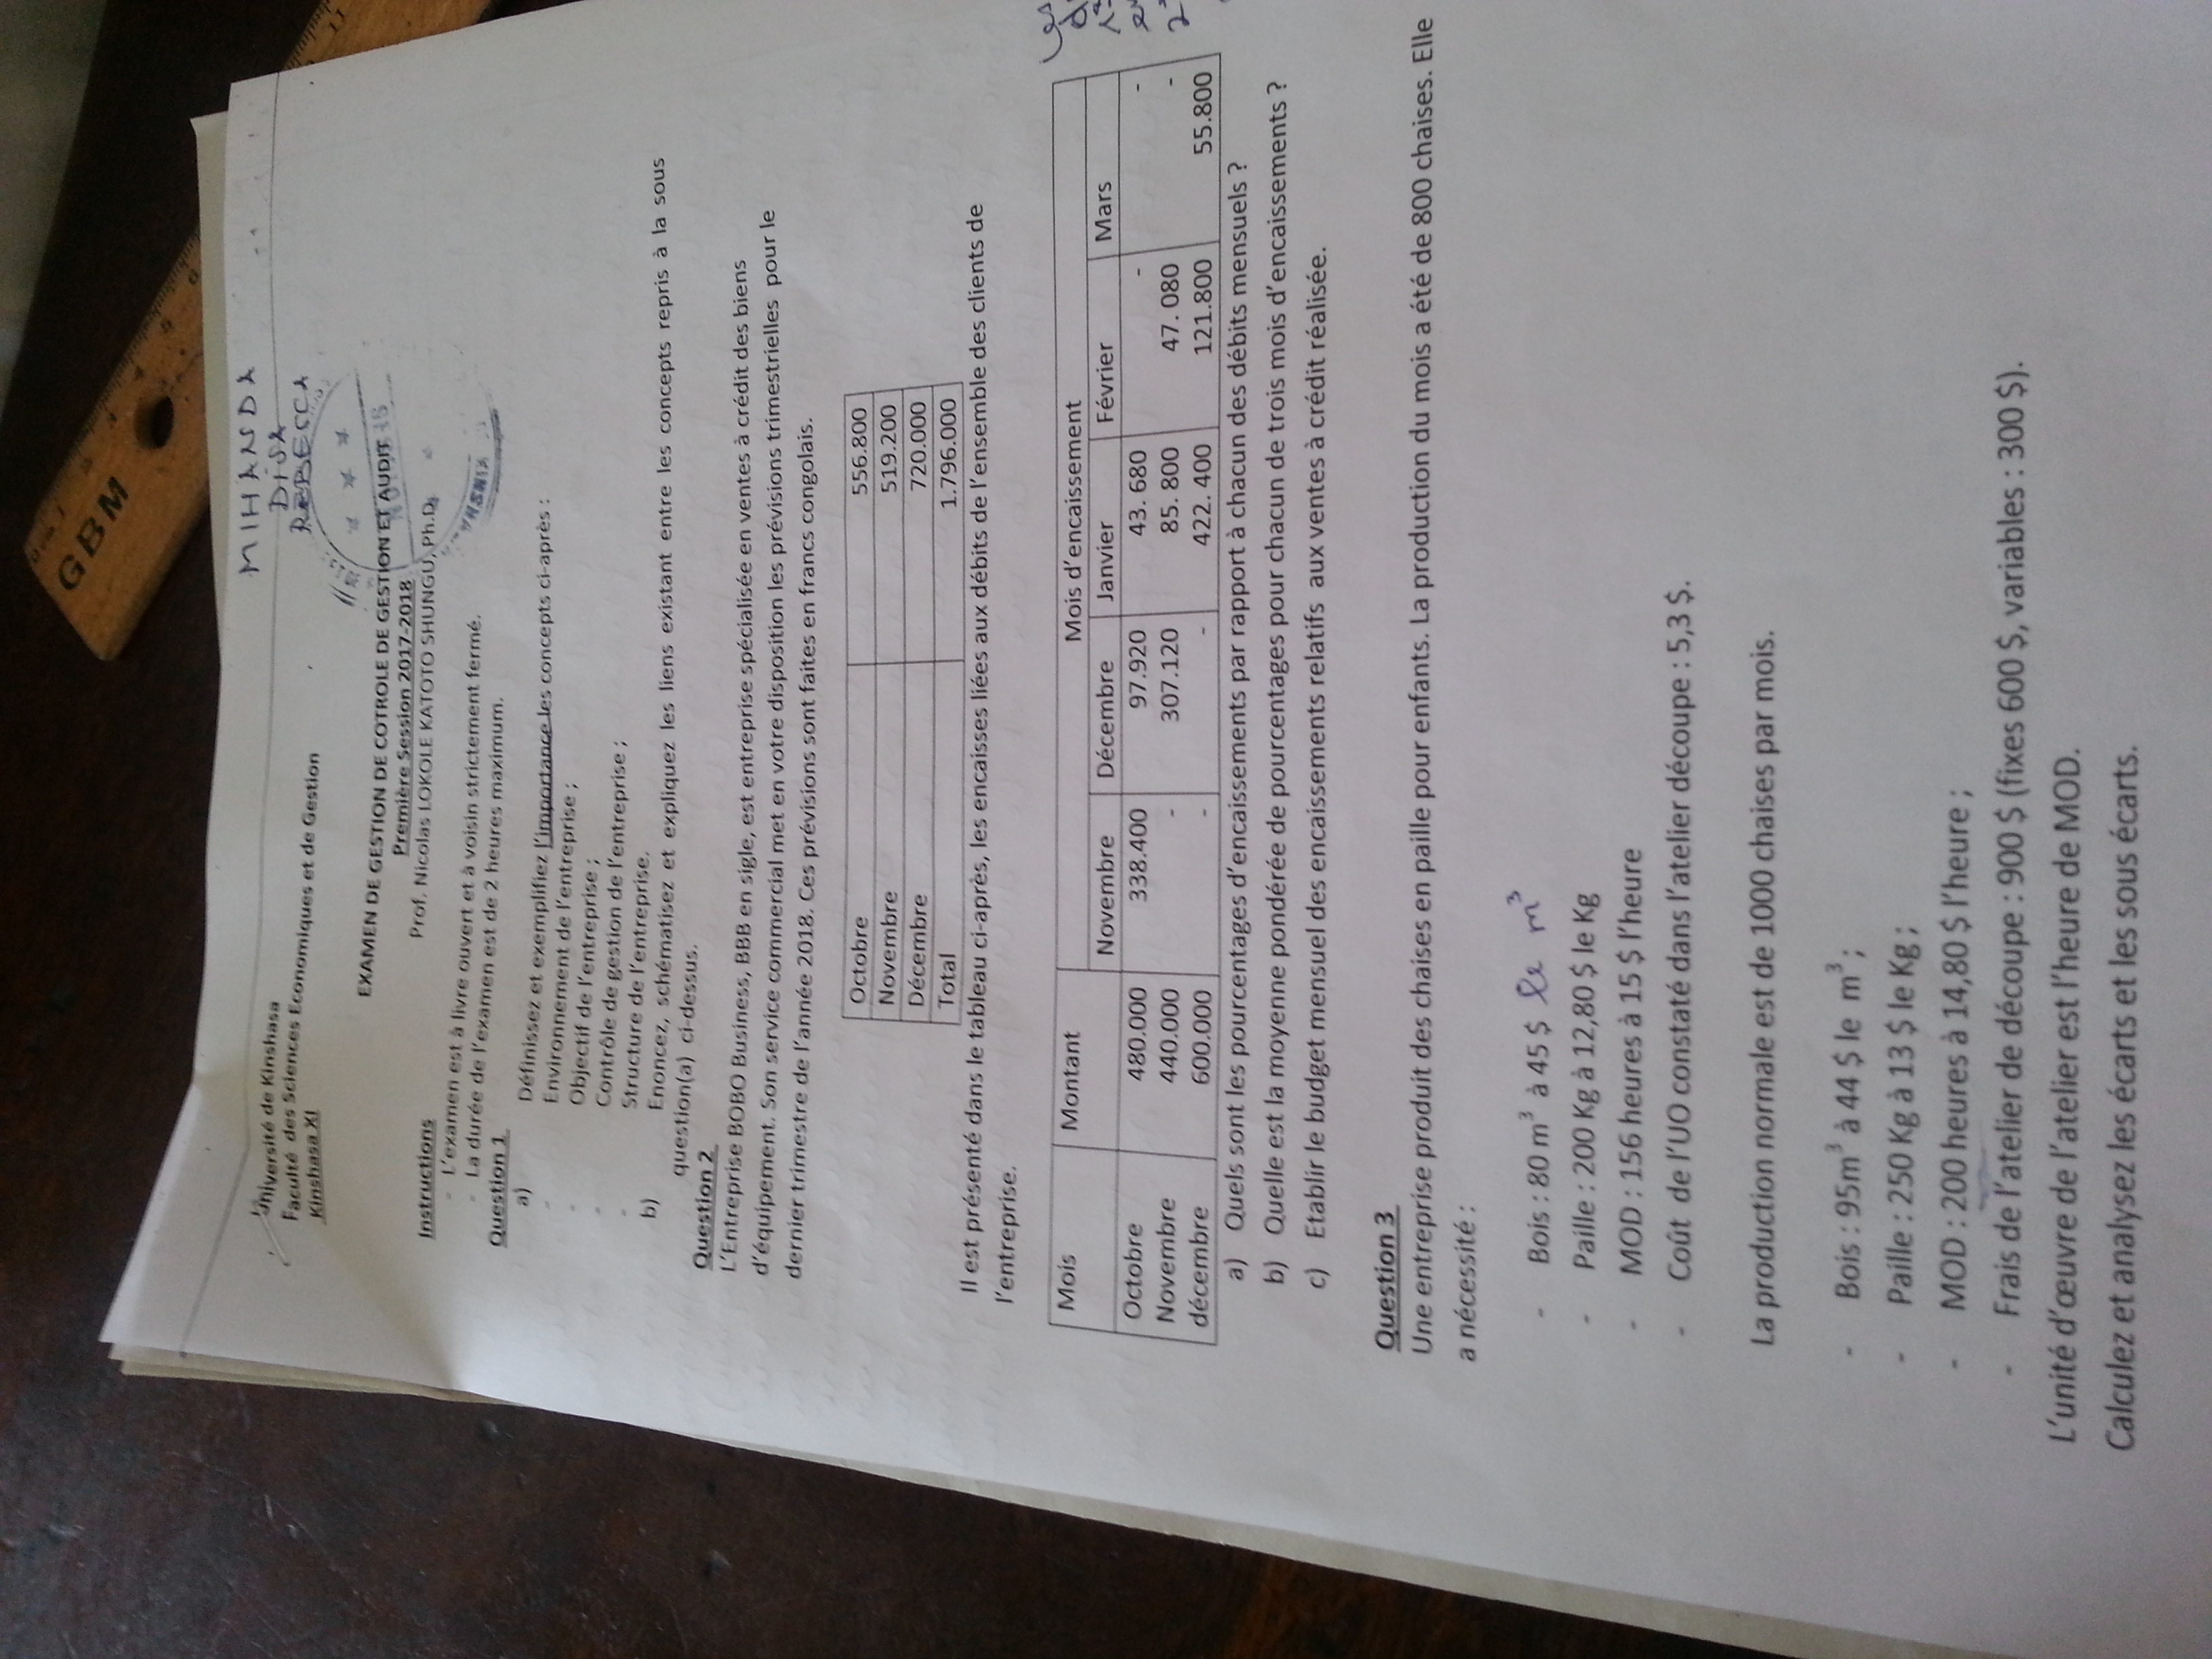 GBM
MIHANDA
DISA
REBECCA
Université de Kinshasa
Faculté des Sciences Economiques et de Gestion
Kinshasa XI
EXAMEN DE GESTION DE COTROLE DE GESTION ET AUDIT
Première Session 2017-2018
Prof. Nicolas LOKOLE KATOTO SHUNGU, Ph.D.
Instructions
- L'examen est à livre ouvert et à voisin strictement fermé.
- La durée de l'examen est de 2 heures maximum.
Question 1
a) Définissez et exemplifiez l'importance les concepts ci-après :
- Environnement de l'entreprise ;
- Objectif de l'entreprise ;
- Contrôle de gestion de l'entreprise ;
- Structure de l'entreprise.
b) Enoncez, schématisez et expliquez les liens existant entre les concepts repris à la sous
question(a) ci-dessus.
Question 2
L'Entreprise BOBO Business, BBB en sigle, est entreprise spécialisée en ventes à crédit des biens
d'équipement. Son service commercial met en votre disposition les prévisions trimestrielles pour le
dernier trimestre de l'année 2018. Ces prévisions sont faites en francs congolais.
Octobre 556.800
Novembre 519.200
Décembre 720.000
Total 1.796.000
Il est présenté dans le tableau ci-après, les encaisses liées aux débits de l'ensemble des clients de
l'entreprise.
Mois Montant Mois d'encaissement
Novembre Décembre Janvier Février Mars
Octobre 480.000 338.400 97.920 43. 680 - -
Novembre 440.000 - 307.120 85. 800 47. 080 -
décembre 600.000 - - 422. 400 121.800 55.800
a) Quels sont les pourcentages d'encaissements par rapport à chacun des débits mensuels ?
b) Quelle est la moyenne pondérée de pourcentages pour chacun de trois mois d'encaissements ?
c) Etablir le budget mensuel des encaissements relatifs aux ventes à crédit réalisée.
Question 3
Une entreprise produit des chaises en paille pour enfants. La production du mois a été de 800 chaises. Elle
a nécessité :
- Bois : 80 m³ à 45 $ le m³
- Paille : 200 Kg à 12,80 $ le Kg
- MOD : 156 heures à 15 $ l'heure
- Coût de l'UO constaté dans l'atelier découpe : 5,3 $.
La production normale est de 1000 chaises par mois.
- Bois : 95m³ à 44 $ le m³ ;
- Paille : 250 Kg à 13 $ le Kg ;
- MOD : 200 heures à 14,80 $ l'heure ;
- Frais de l'atelier de découpe : 900 $ (fixes 600 $, variables : 300 $).
L'unité d'œuvre de l'atelier est l'heure de MOD.
Calculez et analysez les écarts et les sous écarts.